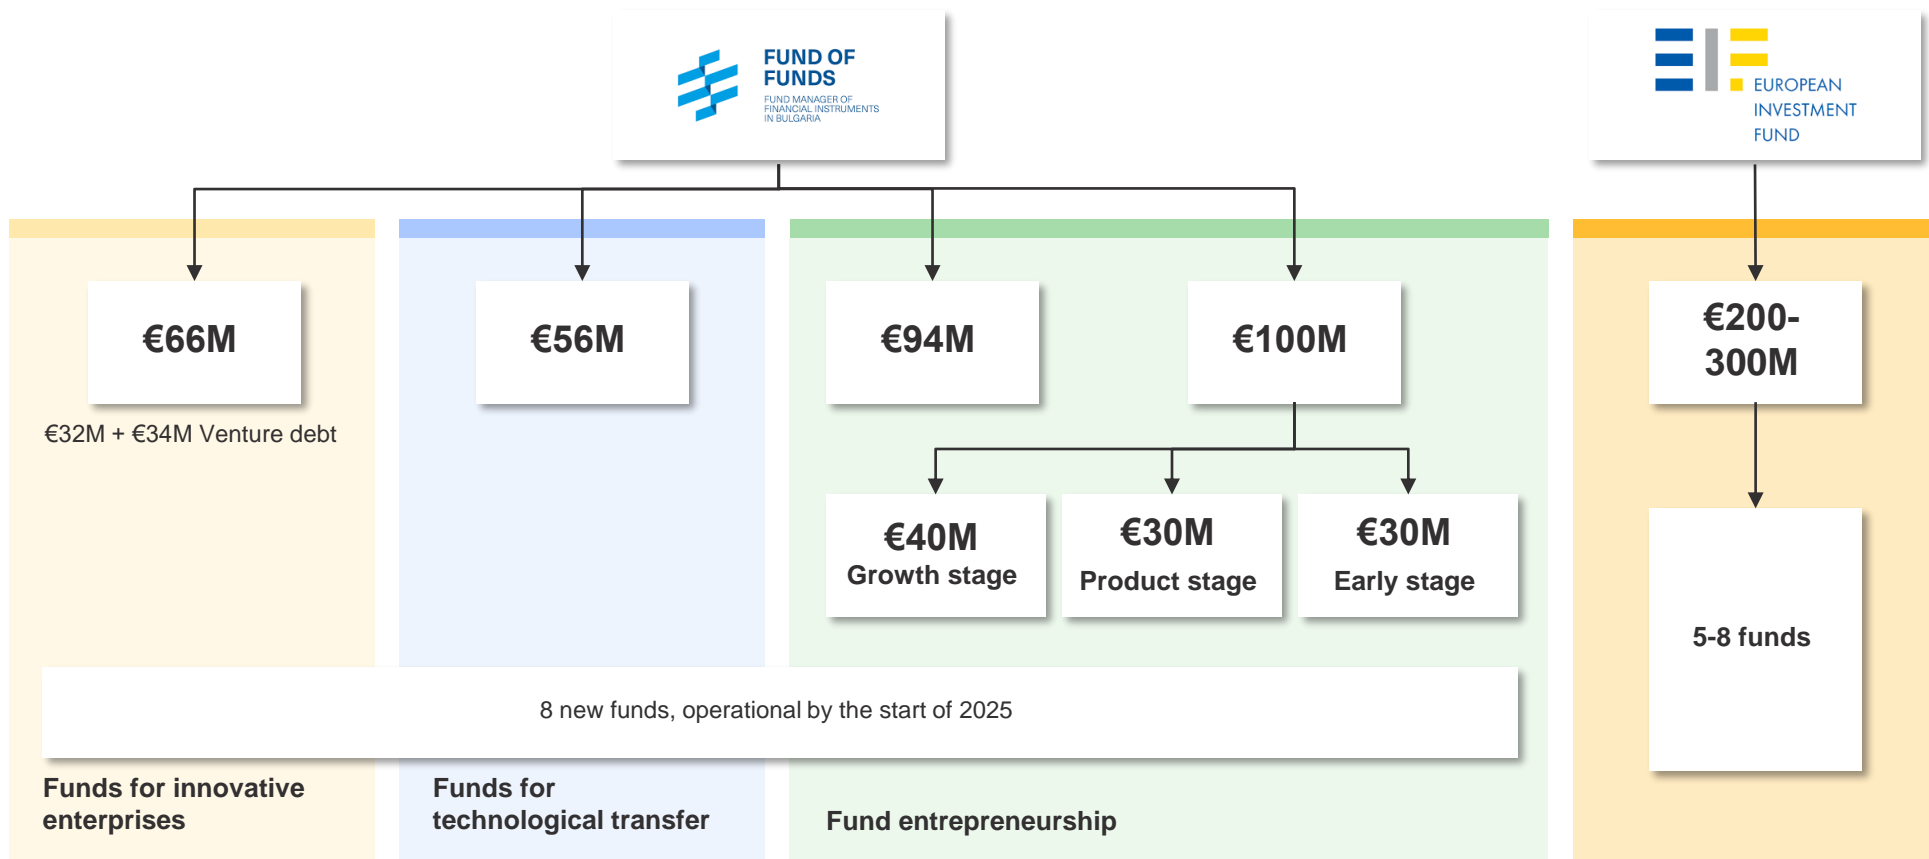 FUND OF
FUNDS
FUND MANAGER OF
FINANCIAL INSTRUMENTS
IN BULGARIA
EUROPEAN
INVESTMENT
FUND
€66M
€56M
€94M
€100M
€200-
300M
€32M + €34M Venture debt
€40M
Growth stage
€30M
Product stage
€30M
Early stage
5-8 funds
8 new funds, operational by the start of 2025
Funds for innovative
enterprises
Funds for
technological transfer
Fund entrepreneurship